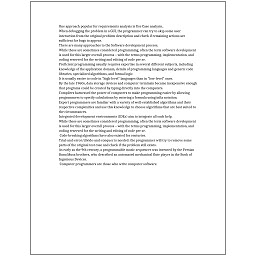 One approach popular for requirements analysis is Use Case analysis.
When debugging the problem in a GUI, the programmer can try to skip some user
interaction from the original problem description and check if remaining actions are
sufficient for bugs to appear.
There are many approaches to the Software development process.
While these are sometimes considered programming, often the term software development
is used for this larger overall process – with the terms programming, implementation, and
coding reserved for the writing and editing of code per se.
Proficient programming usually requires expertise in several different subjects, including
knowledge of the application domain, details of programming languages and generic code
libraries, specialized algorithms, and formal logic.
It is usually easier to code in "high-level" languages than in "low-level" ones.
By the late 1960s, data storage devices and computer terminals became inexpensive enough
that programs could be created by typing directly into the computers.
Compilers harnessed the power of computers to make programming easier by allowing
programmers to specify calculations by entering a formula using infix notation.
Expert programmers are familiar with a variety of well-established algorithms and their
respective complexities and use this knowledge to choose algorithms that are best suited to
the circumstances.
Integrated development environments (IDEs) aim to integrate all such help.
While these are sometimes considered programming, often the term software development
is used for this larger overall process – with the terms programming, implementation, and
coding reserved for the writing and editing of code per se.
Code-breaking algorithms have also existed for centuries.
Trial-and-error/divide-and-conquer is needed: the programmer will try to remove some
parts of the original test case and check if the problem still exists.
As early as the 9th century, a programmable music sequencer was invented by the Persian
Banu Musa brothers, who described an automated mechanical flute player in the Book of
Ingenious Devices.
Computer programmers are those who write computer software.